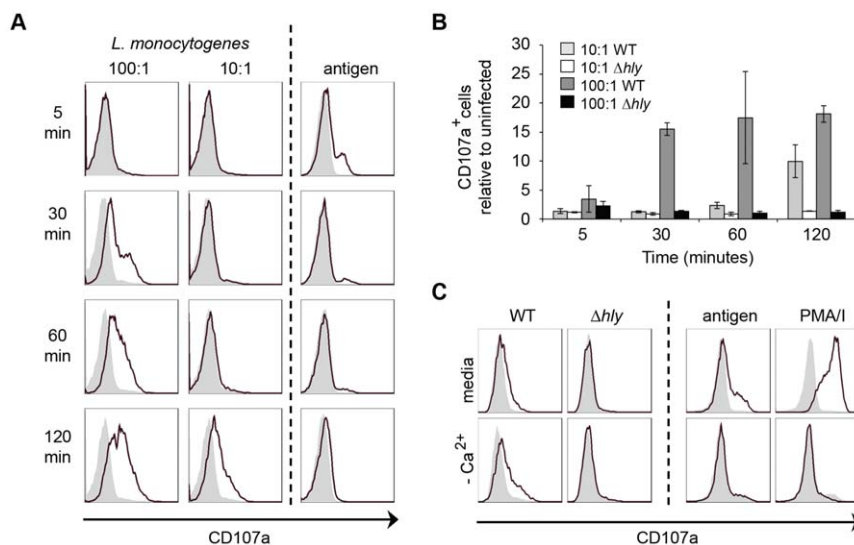 A
L. monocytogenes
100:1
10:1
antigen
5
min
30
min
60
min
120
min
CD107a
B
CD107a+ cells
relative to uninfected
30
25
20
15
10
5
0
10:1 WT
10:1 Δhly
100:1 WT
100:1 Δhly
5
30
60
120
Time (minutes)
C
WT
Δhly
antigen
PMA/I
media
- Ca2+
CD107a